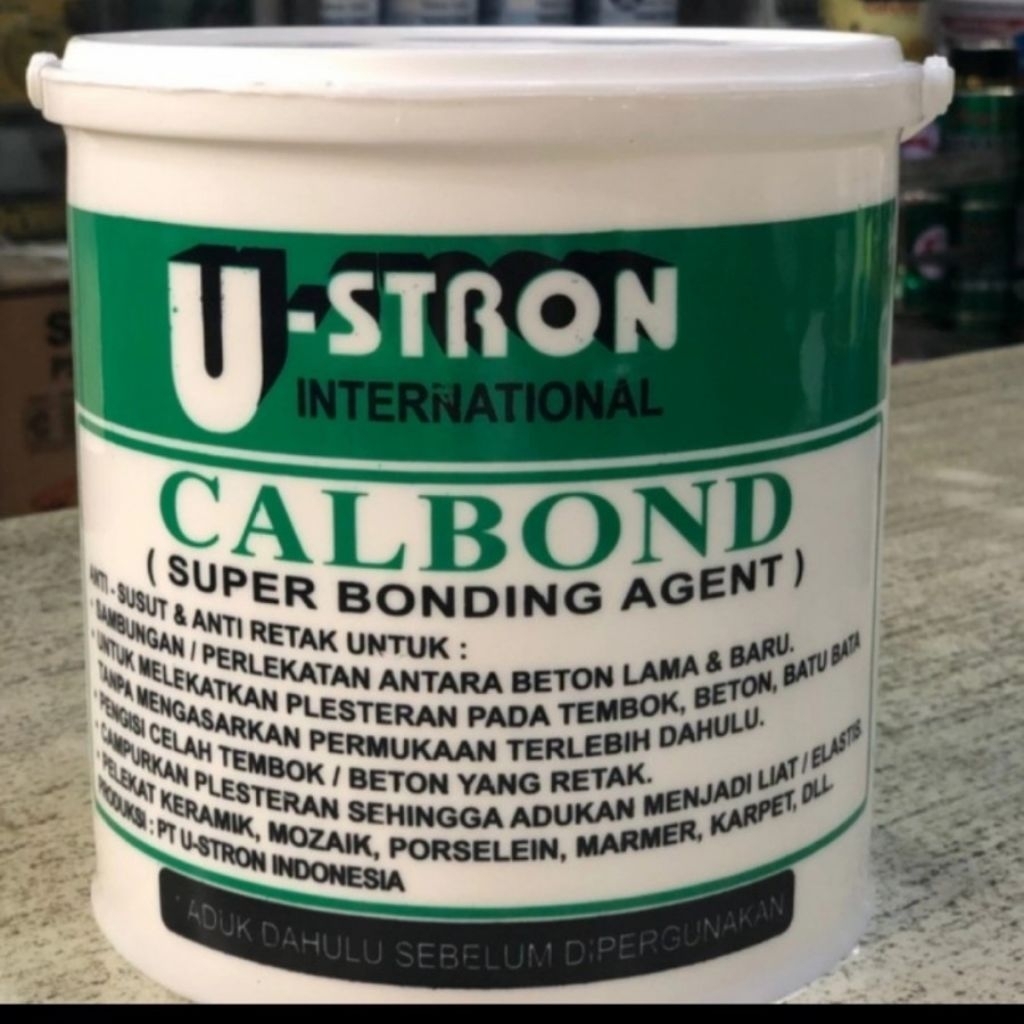 U-STRON
INTERNATIONAL
CALBOND
( SUPER BONDING AGENT )
ANTI - SUSUT & ANTI RETAK UNTUK :
· SAMBUNGAN / PERLEKATAN ANTARA BETON LAMA & BARU.
· UNTUK MELEKATKAN PLESTERAN PADA TEMBOK, BETON, BATU BATA
TANPA MENGASARKAN PERMUKAAN TERLEBIH DAHULU.
· PENGISI CELAH TEMBOK / BETON YANG RETAK.
· CAMPURKAN PLESTERAN SEHINGGA ADUKAN MENJADI LIAT / ELASTIS.
· PELEKAT KERAMIK, MOZAIK, PORSELEIN, MARMER, KARPET, DLL.
PRODUKSI : PT U-STRON INDONESIA
· ADUK DAHULU SEBELUM DIPERGUNAKAN